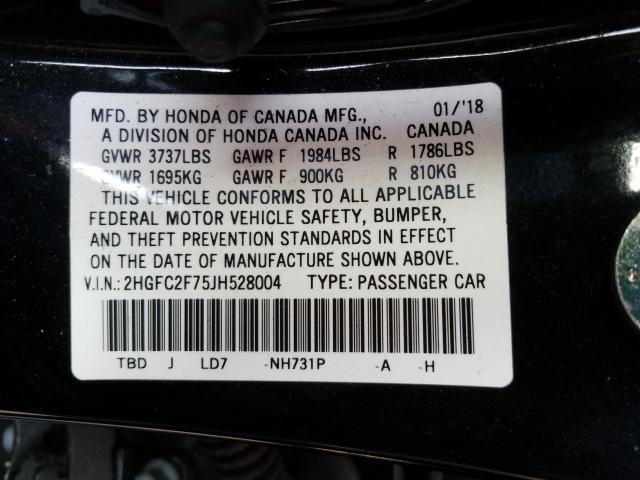 MFD. BY HONDA OF CANADA MFG., 01/'18
A DIVISION OF HONDA CANADA INC. CANADA
GVWR 3737LBS GAWR F 1984LBS R 1786LBS
GVWR 1695KG GAWR F 900KG R 810KG
THIS VEHICLE CONFORMS TO ALL APPLICABLE
FEDERAL MOTOR VEHICLE SAFETY, BUMPER,
AND THEFT PREVENTION STANDARDS IN EFFECT
ON THE DATE OF MANUFACTURE SHOWN ABOVE.
V.I.N.: 2HGFC2F75JH528004 TYPE: PASSENGER CAR
TBD J LD7 -NH731P -A -H